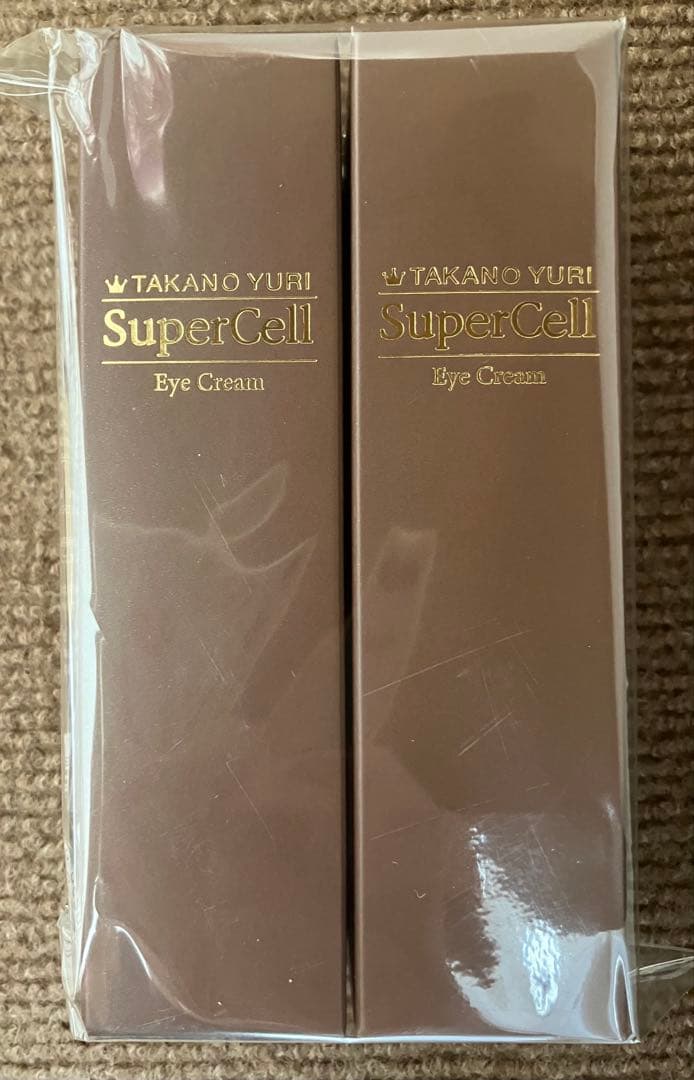 TAKANO YURI
SuperCell
Eye Cream
TAKANO YURI
SuperCell
Eye Cream